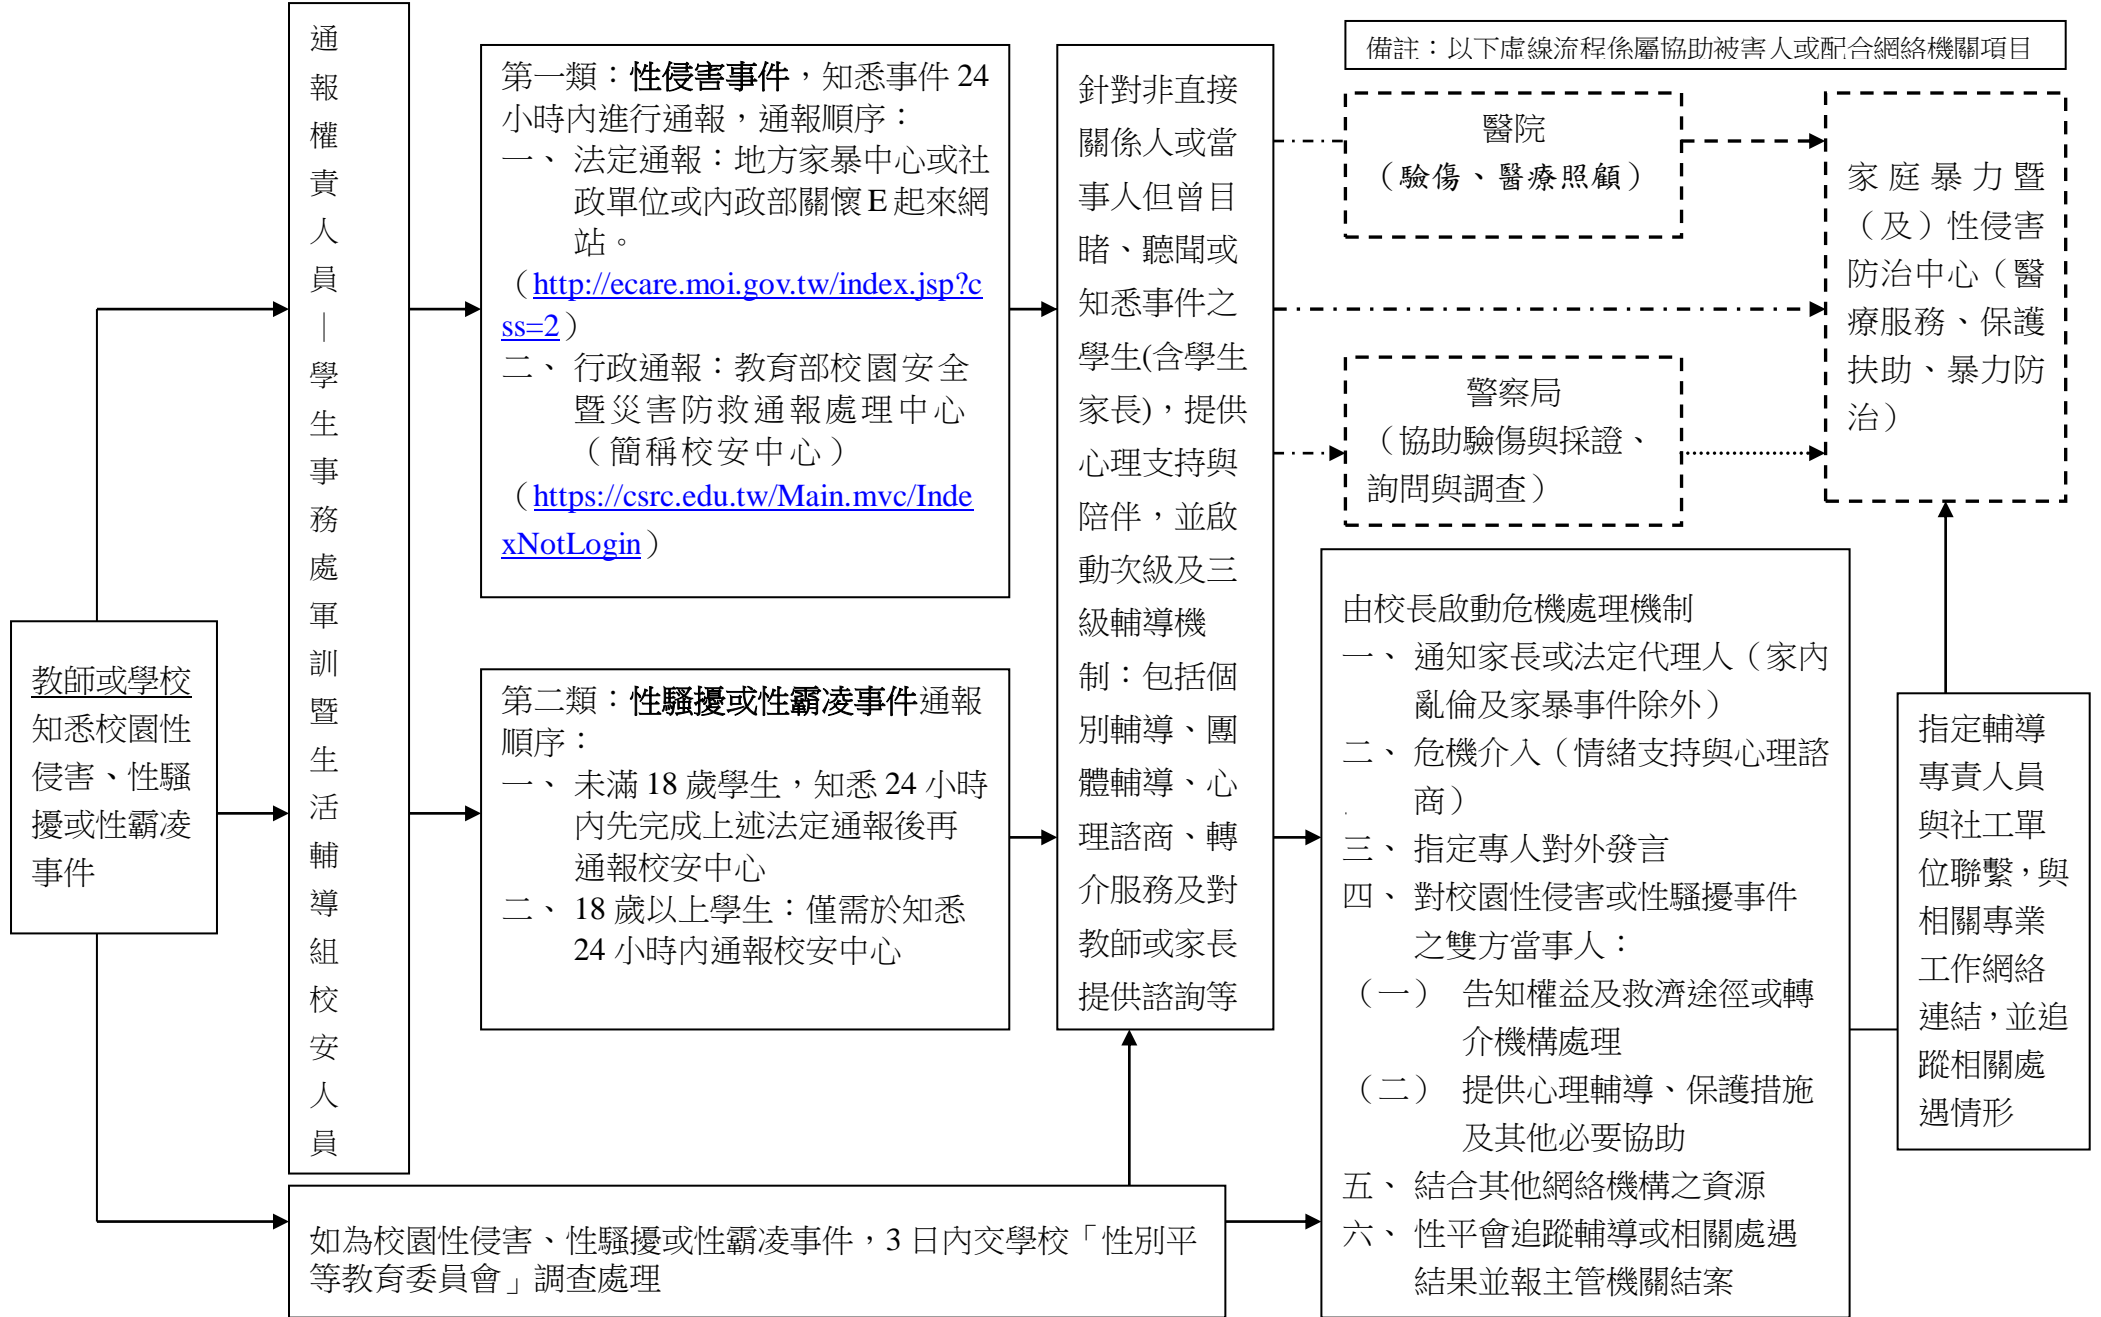 教師或學校
知悉校園性
侵害、性騷
擾或性霸凌
事件
通報權責人員｜學生事務處軍訓暨生活輔導組校安人員
第一類：性侵害事件，知悉事件 24
小時內進行通報，通報順序：
一、 法定通報：地方家暴中心或社
政單位或內政部關懷 E 起來網
站。
（http://ecare.moi.gov.tw/index.jsp?c
ss=2）
二、 行政通報：教育部校園安全
暨災害防救通報處理中心
（簡稱校安中心）
（https://csrc.edu.tw/Main.mvc/Inde
xNotLogin）
第二類：性騷擾或性霸凌事件通報
順序：
一、 未滿 18 歲學生，知悉 24 小時
內先完成上述法定通報後再
通報校安中心
二、 18 歲以上學生：僅需於知悉
24 小時內通報校安中心
如為校園性侵害、性騷擾或性霸凌事件，3 日內交學校「性別平
等教育委員會」調查處理
針對非直接
關係人或當
事人但曾目
睹、聽聞或
知悉事件之
學生(含學生
家長)，提供
心理支持與
陪伴，並啟
動次級及三
級輔導機
制：包括個
別輔導、團
體輔導、心
理諮商、轉
介服務及對
教師或家長
提供諮詢等
備註：以下虛線流程係屬協助被害人或配合網絡機關項目
醫院
（驗傷、醫療照顧）
警察局
（協助驗傷與採證、
詢問與調查）
家庭暴力暨
（及）性侵害
防治中心（醫
療服務、保護
扶助、暴力防
治）
由校長啟動危機處理機制
一、 通知家長或法定代理人（家內
亂倫及家暴事件除外）
二、 危機介入（情緒支持與心理諮
商）
三、 指定專人對外發言
四、 對校園性侵害或性騷擾事件
之雙方當事人：
（一） 告知權益及救濟途徑或轉
介機構處理
（二） 提供心理輔導、保護措施
及其他必要協助
五、 結合其他網絡機構之資源
六、 性平會追蹤輔導或相關處遇
結果並報主管機關結案
指定輔導
專責人員
與社工單
位聯繫，與
相關專業
工作網絡
連結，並追
蹤相關處
遇情形